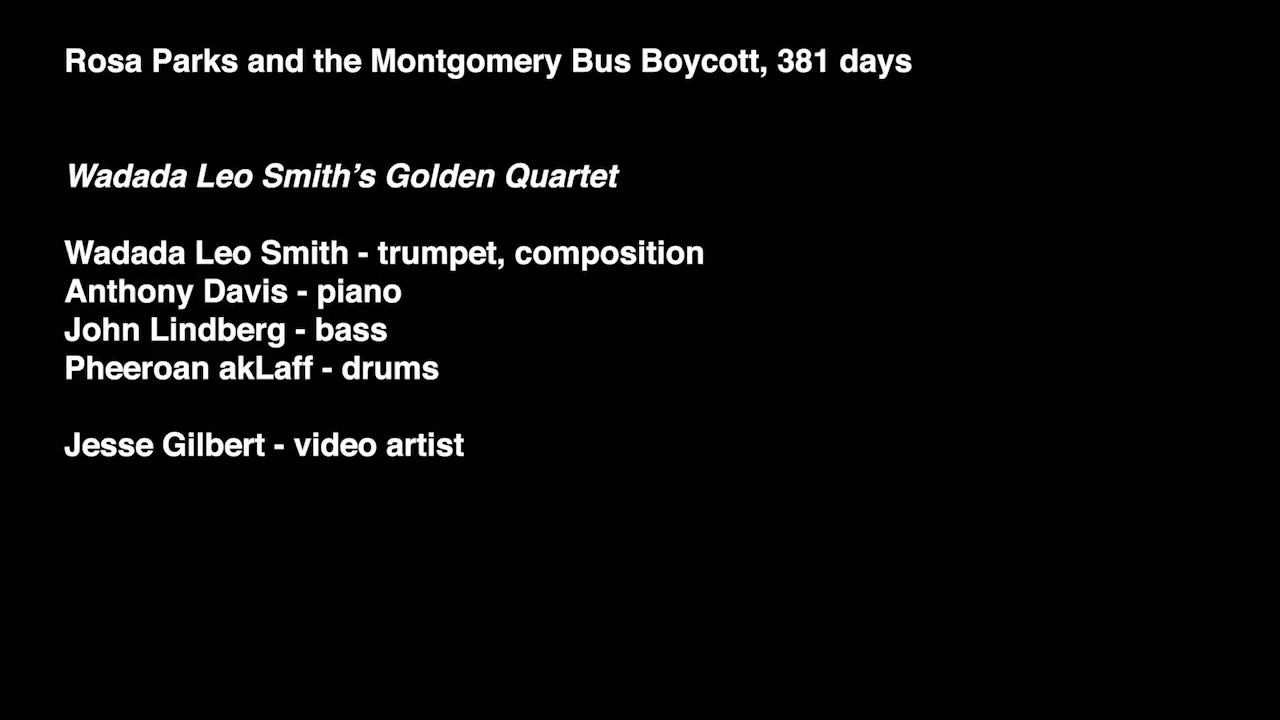 Rosa Parks and the Montgomery Bus Boycott, 381 days
Wadada Leo Smith’s Golden Quartet
Wadada Leo Smith - trumpet, composition
Anthony Davis - piano
John Lindberg - bass
Pheeroan akLaff - drums
Jesse Gilbert - video artist